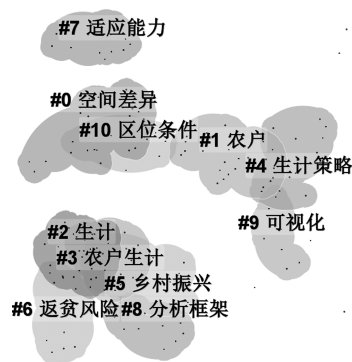 #7 适应能力
#0 空间差异
#10 区位条件
#1 农户
#4 生计策略
#9 可视化
#2 生计
#3 农户生计
#5 乡村振兴
#6 返贫风险 #8 分析框架